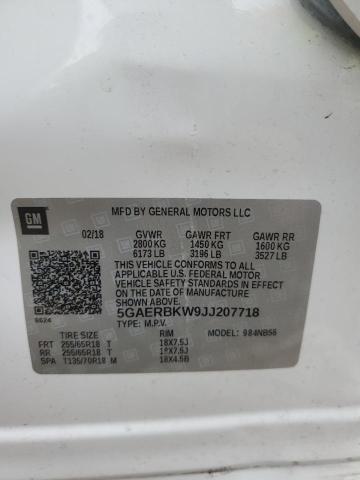 GM
MFD BY GENERAL MOTORS LLC
02/18 GVWR GAWR FRT GAWR RR
2800 KG 1450 KG 1600 KG
6173 LB 3196 LB 3527 LB
THIS VEHICLE CONFORMS TO ALL APPLICABLE
U.S. FEDERAL MOTOR
VEHICLE SAFETY STANDARDS IN
EFFECT ON THE DATE OF
MANUFACTURE SHOWN ABOVE.
5GAERBKW9JJ207718
TYPE: M.P.V. MODEL: 984NB56
5624
TIRE SIZE RIM
FRT 255/65R18 T 18X7.5J
RR 255/65R18 T 18X7.5J
SPA T135/70R18 M 18X4.5B